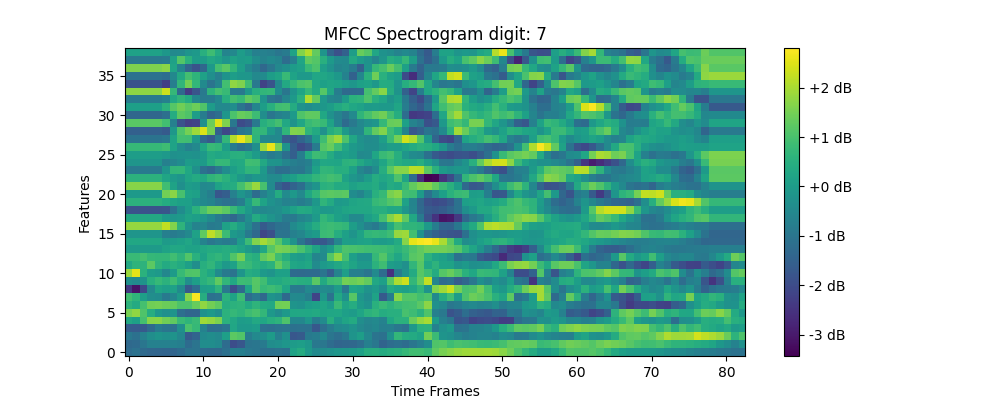 MFCC Spectrogram digit: 7
Features
35
30
25
20
15
10
5
0
0 10 20 30 40 50 60 70 80
Time Frames
+2 dB
+1 dB
+0 dB
-1 dB
-2 dB
-3 dB